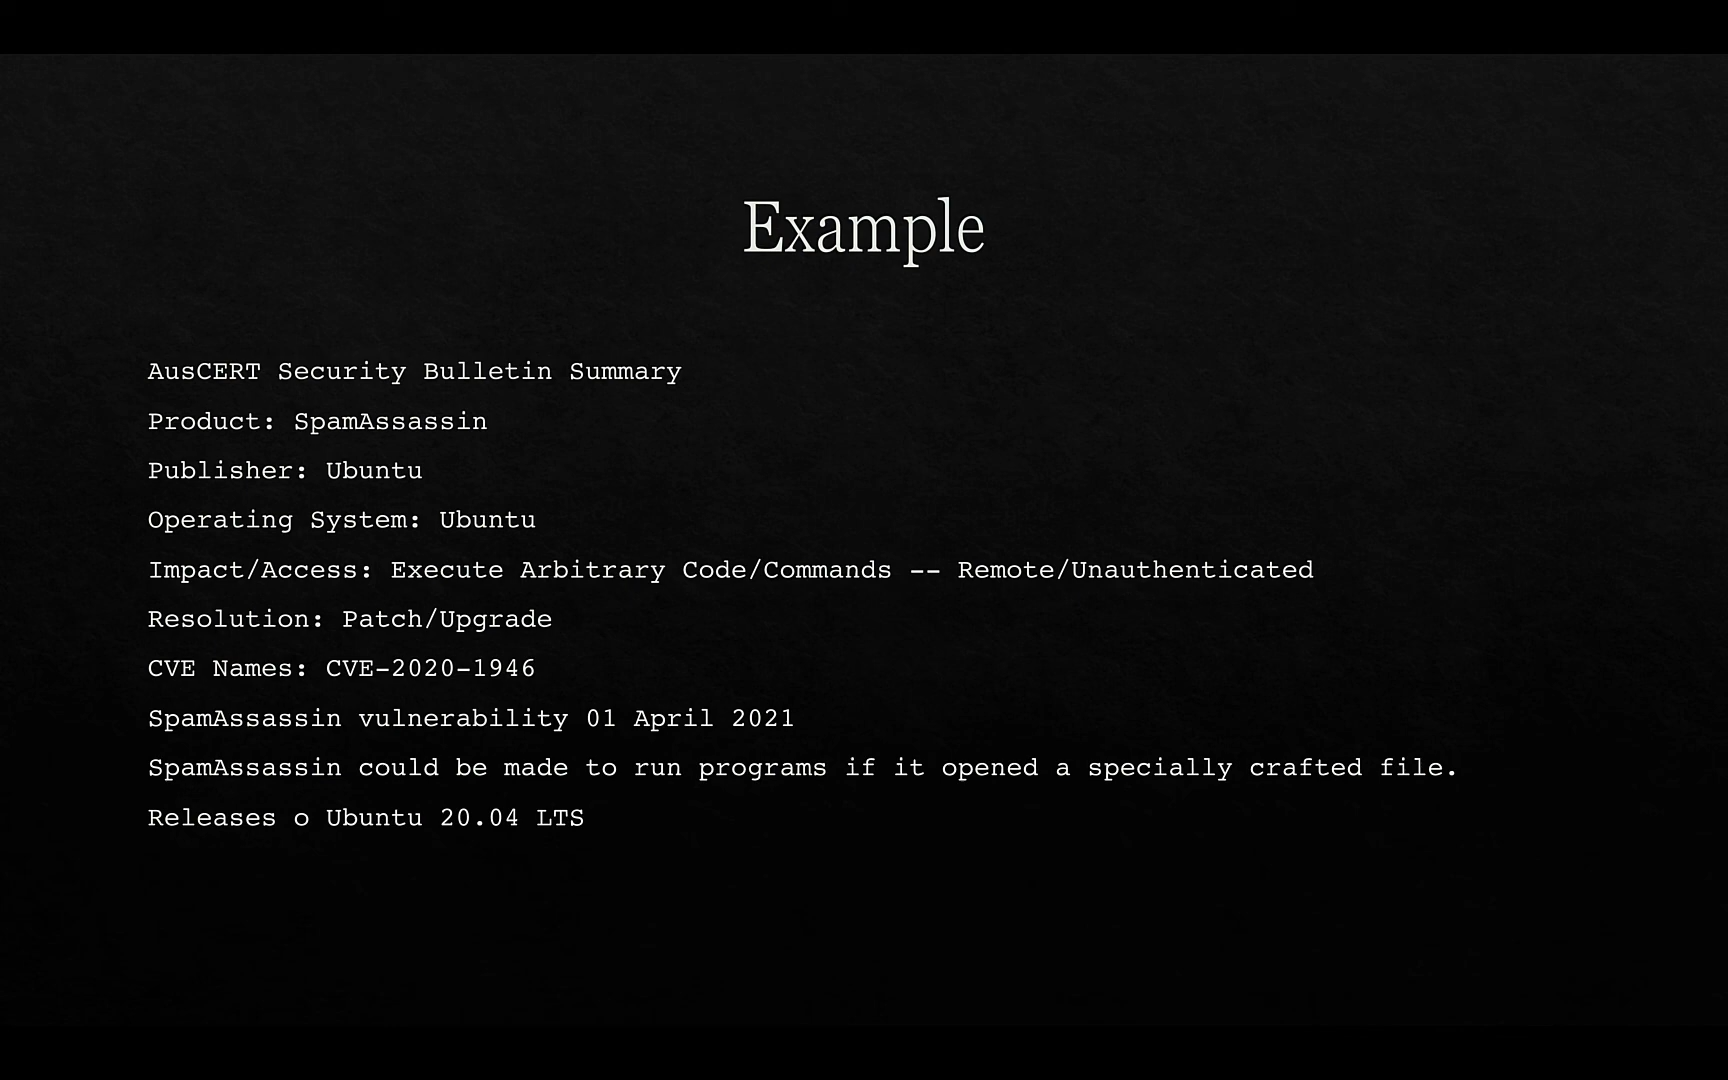 Example
AusCERT Security Bulletin Summary
Product: SpamAssassin
Publisher: Ubuntu
Operating System: Ubuntu
Impact/Access: Execute Arbitrary Code/Commands -- Remote/Unauthenticated
Resolution: Patch/Upgrade
CVE Names: CVE-2020-1946
SpamAssassin vulnerability 01 April 2021
SpamAssassin could be made to run programs if it opened a specially crafted file.
Releases o Ubuntu 20.04 LTS